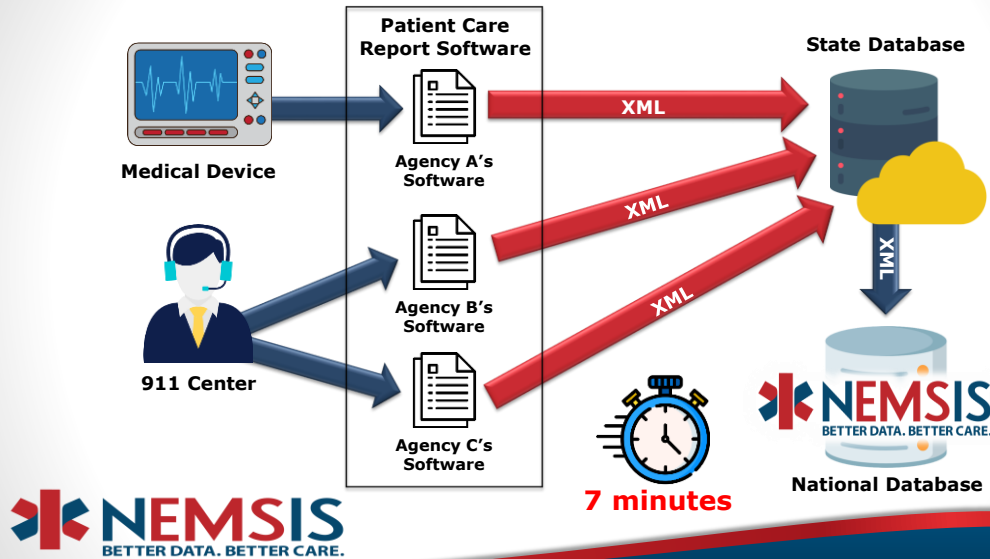 Patient Care
Report Software
State Database
XML
Medical Device
Agency A's
Software
XML
XML
Agency B's
Software
XML
911 Center
Agency C's
Software
7 minutes
NEMSIS
BETTER DATA. BETTER CARE.
National Database
NEMSIS
BETTER DATA. BETTER CARE.